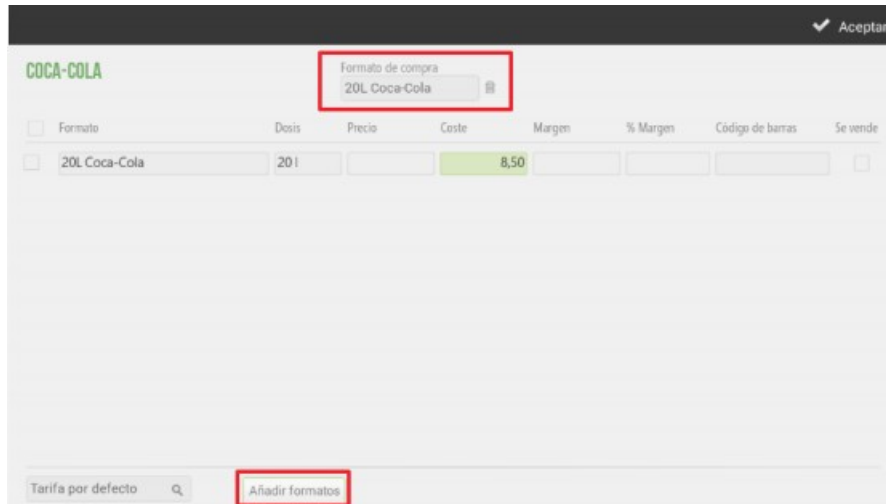 Aceptar
COCA-COLA
Formato de compra
20L Coca-Cola
Formato Dosis Precio Coste Margen % Margen Código de barras Se vende
20L Coca-Cola 20 l 8,50
Tarifa por defecto Añadir formatos